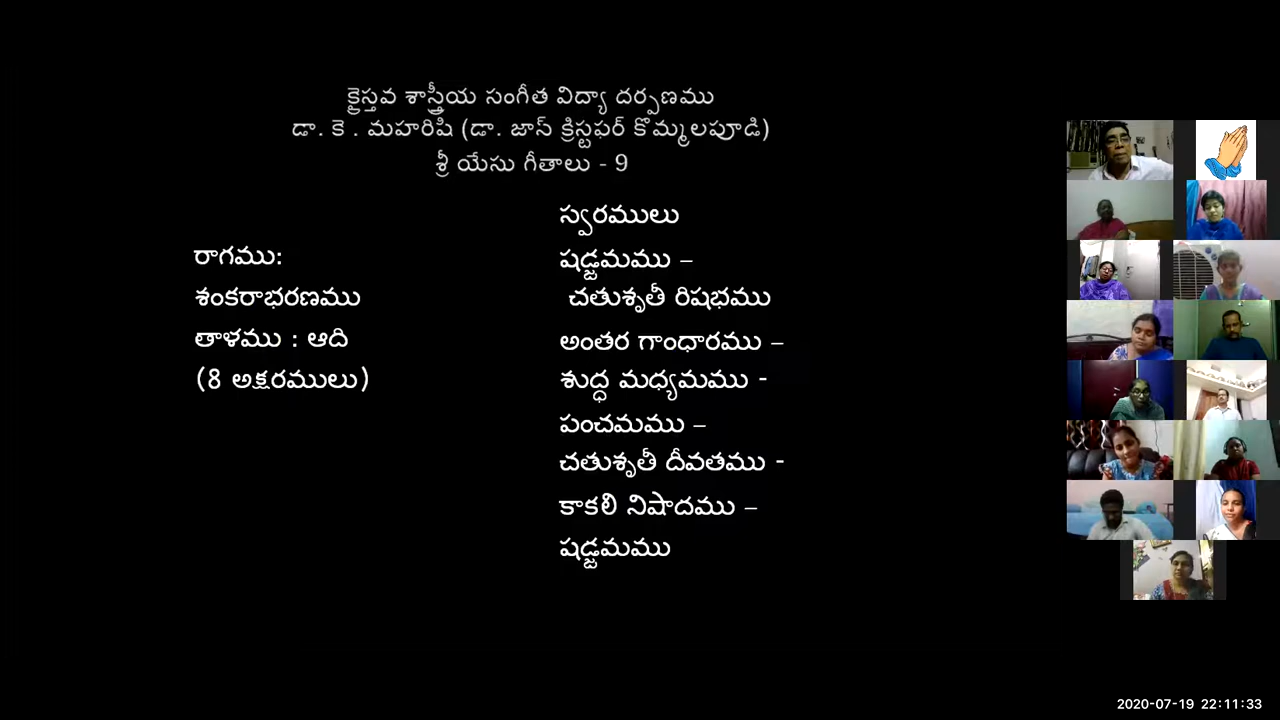 కైస్తవ శాస్త్రీయ సంగీత విద్యా దర్పణము
డా. కె . మహరిషి (డా. జాస్ క్రిస్టఫర్ కొమ్మలపూడి)
శ్రీ యేసు గీతాలు - 9
రాగము:
శంకరాభరణము
తాళము : ఆది
(8 అక్షరములు)
స్వరములు
షడ్జమము –
చతుశృతీ రిషభము
అంతర గాంధారము –
శుద్ధ మధ్యమము -
పంచమము –
చతుశృతీ దీవతము -
కాకలి నిషాదము –
షడ్జమము
2020-07-19 22:11:33